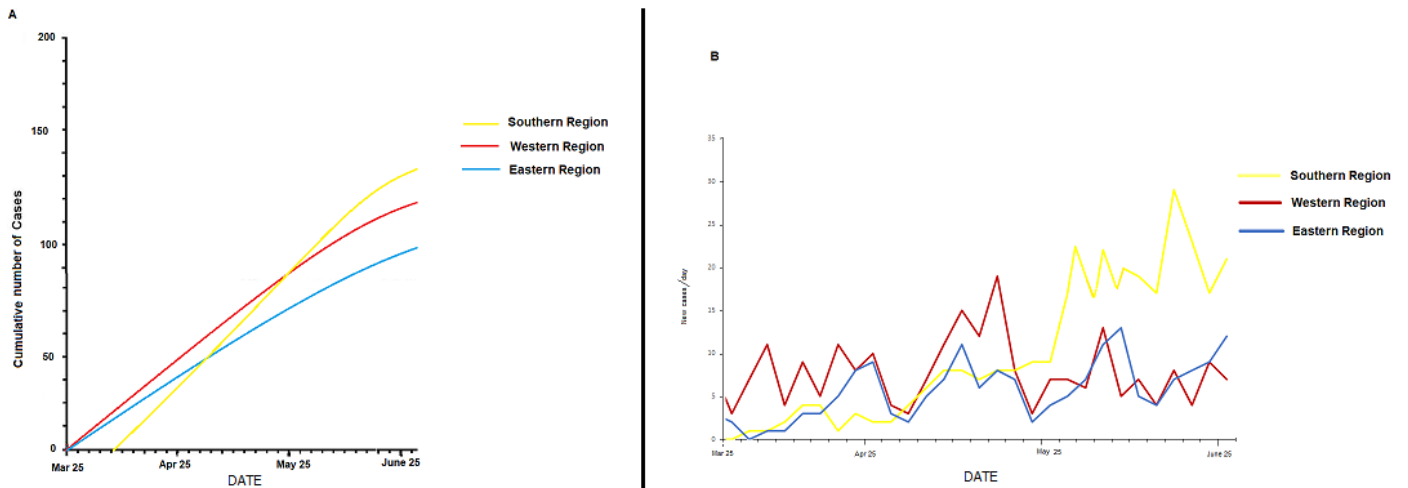 A
200
150
100
50
0
Cumulative number of Cases
Mar 25
Apr 25
May 25
June 25
DATE
Southern Region
Western Region
Eastern Region
B
35
30
25
20
15
10
5
0
New cases/day
Mar 25
Apr 25
May 25
June 25
DATE
Southern Region
Western Region
Eastern Region